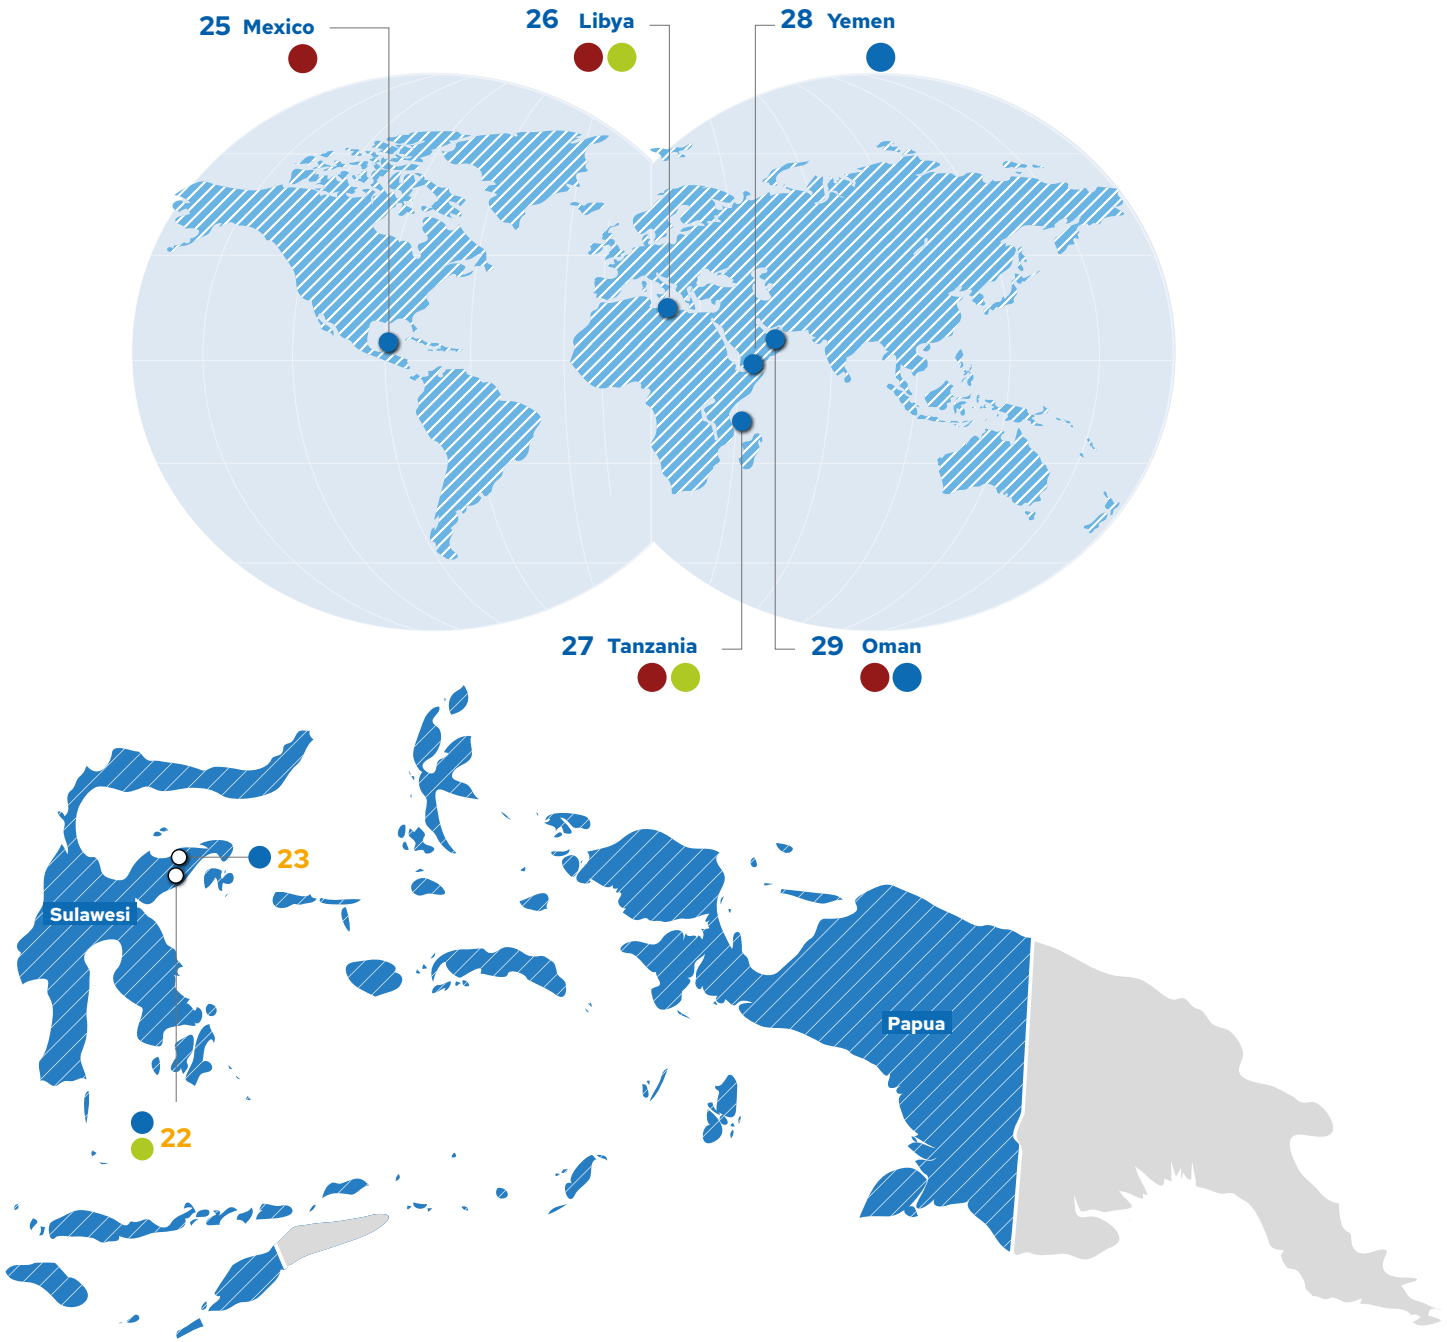 25 Mexico
26 Libya
28 Yemen
27 Tanzania
29 Oman
23
Sulawesi
Papua
22